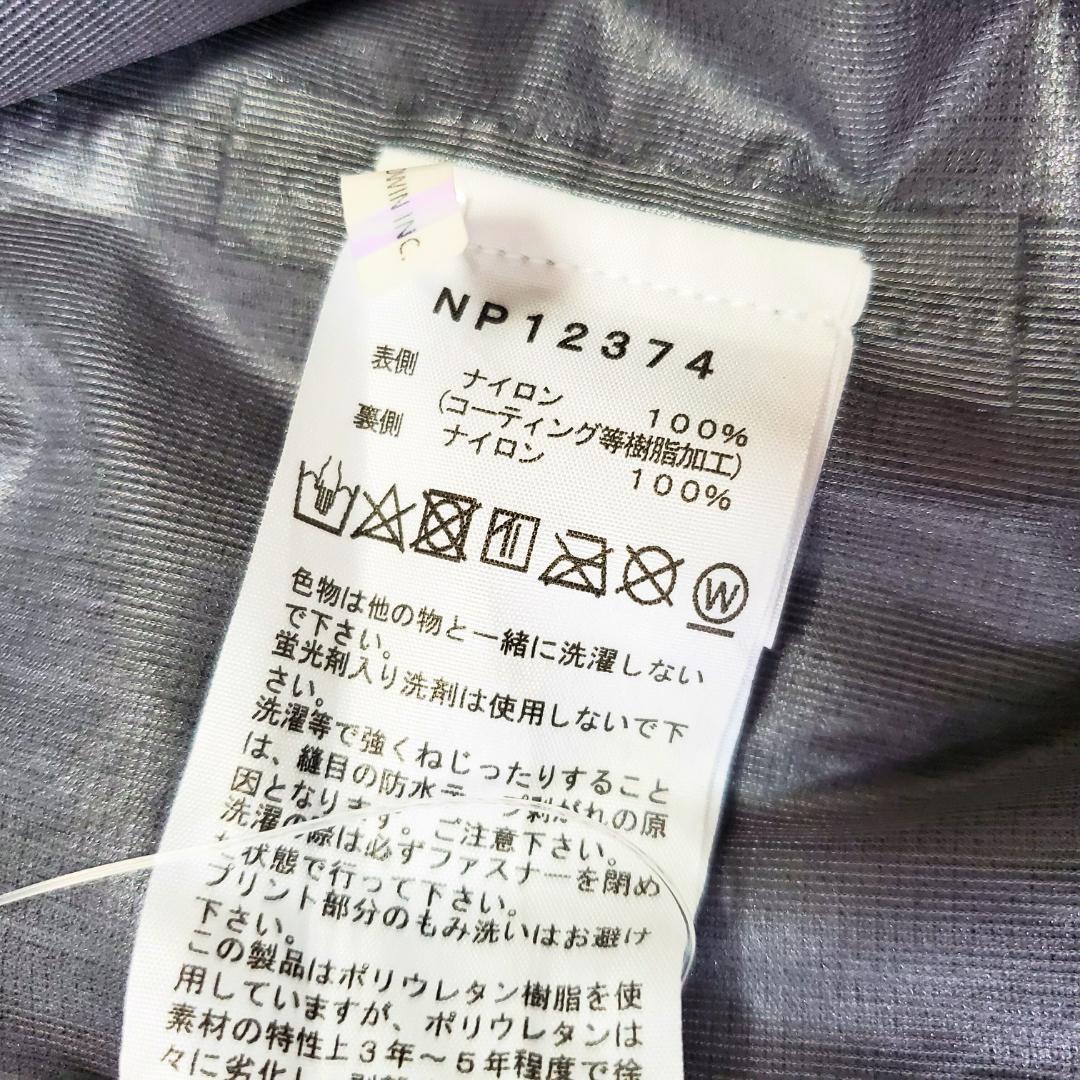 WIN INC.
NP12374
表側 ナイロン 100%
(コーティング等樹脂加工)
裏側 ナイロン 100%
W
色物は他の物と一緒に洗濯しない
で下さい。
蛍光剤入り洗剤は使用しないで下
さい。
洗濯等で強くねじったりすること
は、縫目の防水テープ剥がれの原
因となります。ご注意下さい。
洗濯の際は必ずファスナーを閉め
た状態で行って下さい。
プリント部分のもみ洗いはお避け
下さい。
この製品はポリウレタン樹脂を使
用していますが、ポリウレタンは
素材の特性上3年～5年程度で徐
々に劣化し、